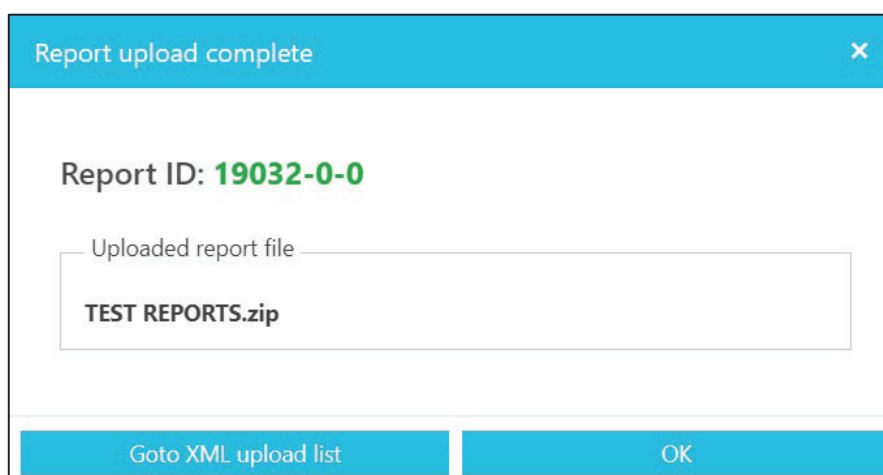 Report upload complete ×
Report ID: 19032-0-0
Uploaded report file
TEST REPORTS.zip
Goto XML upload list OK